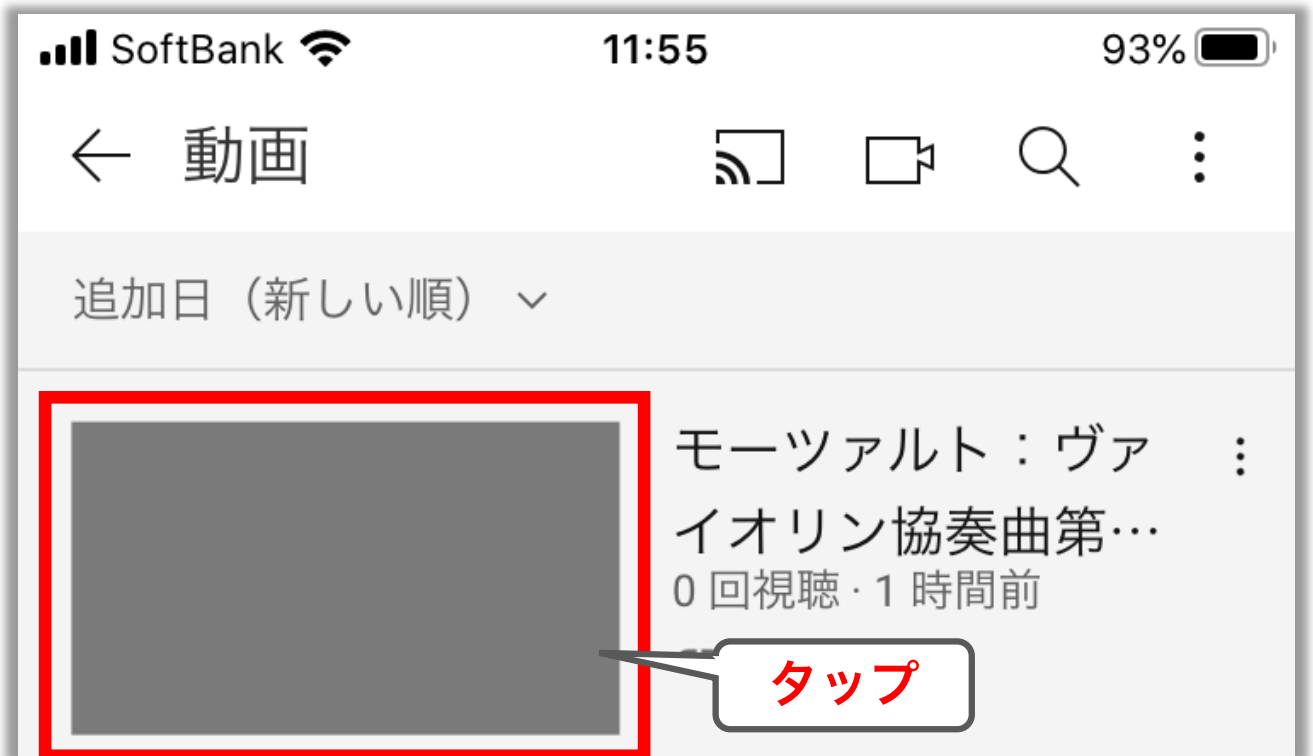 SoftBank 11:55 93%
動画
追加日（新しい順）
モーツァルト：ヴァ
イオリン協奏曲第…
0 回視聴 · 1 時間前
タップ